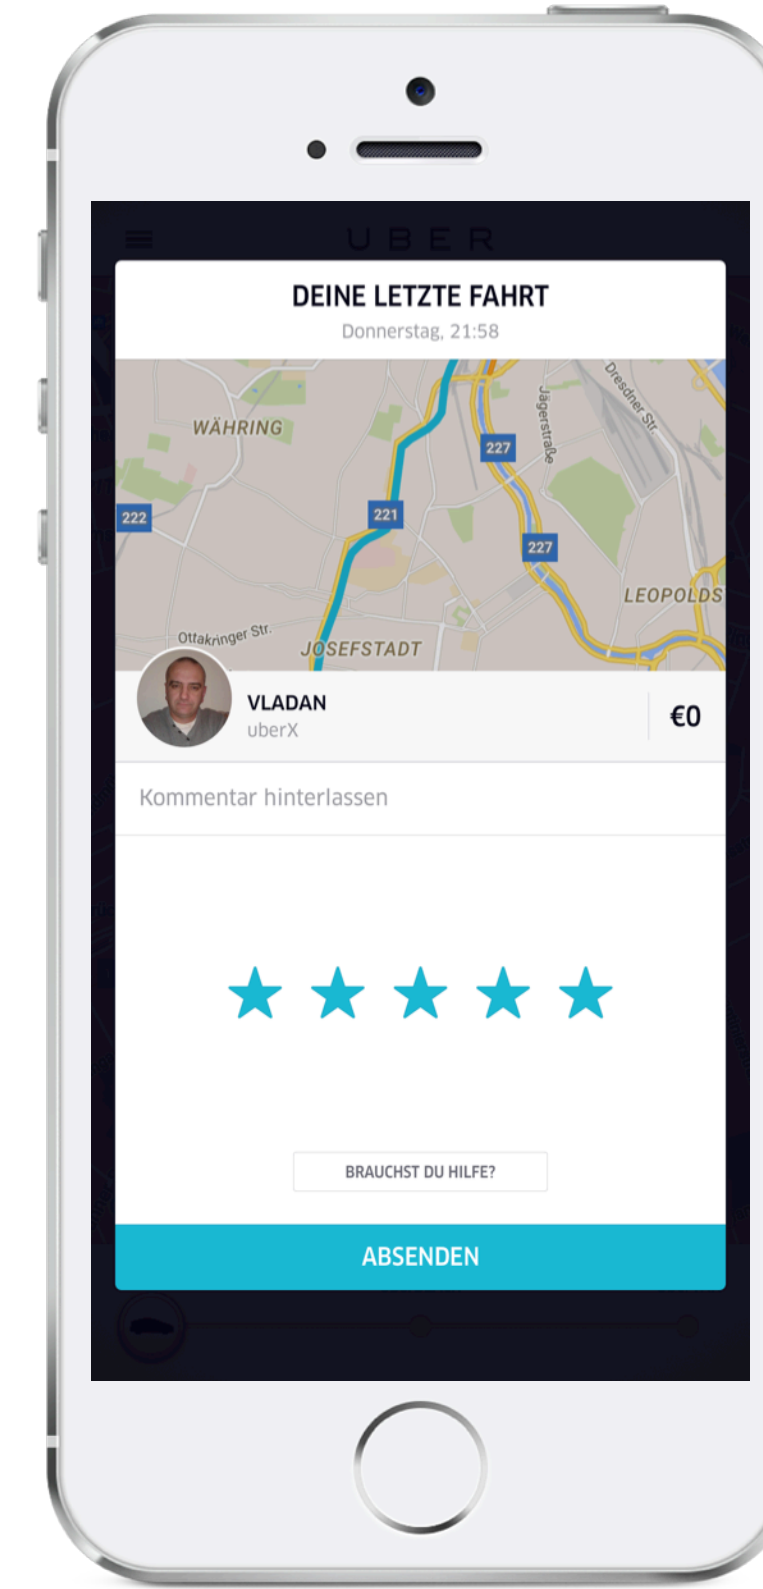 UBER
DEINE LETZTE FAHRT
Donnerstag, 21:58
Dresdner Str.
Jägerstraße
WÄHRING
227
222
221
227
LEOPOLDS
Ottakringer Str.
JOSEFSTADT
VLADAN
uberX
€0
Kommentar hinterlassen
BRAUCHST DU HILFE?
ABSENDEN